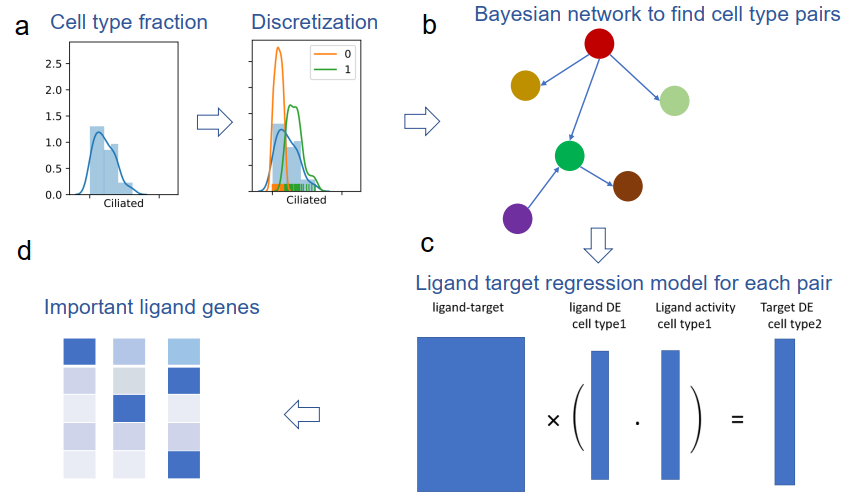 a
Cell type fraction
Discretization
b
Bayesian network to find cell type pairs
2.5
2.0
1.5
1.0
0.5
0.0
Ciliated
0
1
Ciliated
c
Ligand target regression model for each pair
ligand-target
ligand DE
cell type1
Ligand activity
cell type1
Target DE
cell type2
× ( · ) =
d
Important ligand genes